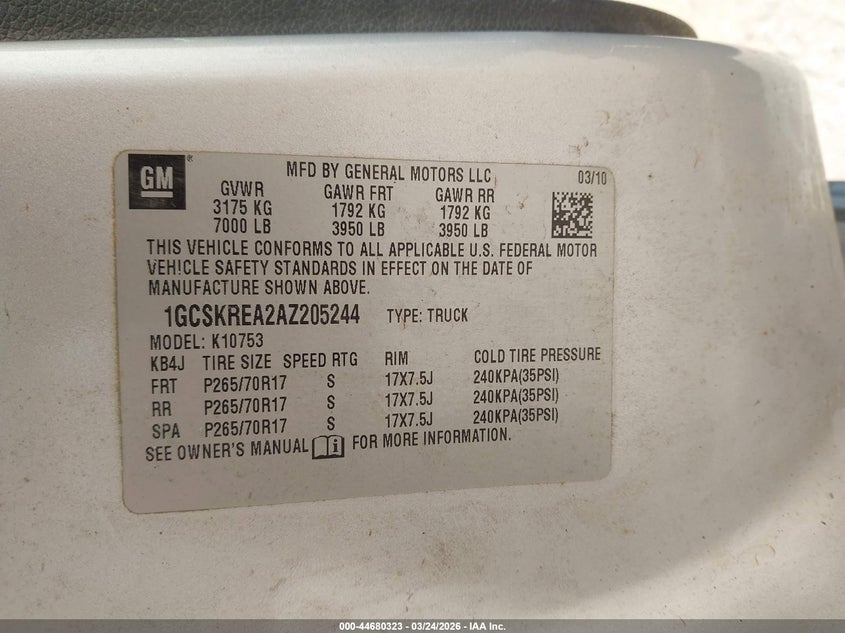 GM
MFD BY GENERAL MOTORS LLC 03/10
GVWR GAWR FRT GAWR RR
3175 KG 1792 KG 1792 KG
7000 LB 3950 LB 3950 LB
THIS VEHICLE CONFORMS TO ALL APPLICABLE U.S. FEDERAL MOTOR
VEHICLE SAFETY STANDARDS IN EFFECT ON THE DATE OF
MANUFACTURE SHOWN ABOVE.
1GCSKREA2AZ205244 TYPE: TRUCK
MODEL: K10753
KB4J TIRE SIZE SPEED RTG RIM COLD TIRE PRESSURE
FRT P265/70R17 S 17X7.5J 240KPA(35PSI)
RR P265/70R17 S 17X7.5J 240KPA(35PSI)
SPA P265/70R17 S 17X7.5J 240KPA(35PSI)
SEE OWNER'S MANUAL FOR MORE INFORMATION.
000-44680323 - 03/24/2026 - IAA Inc.